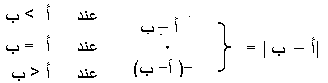 أ – ب عند أ > ب
|أ – ب| = ٠ عند أ = ب
–(أ – ب) عند أ < ب